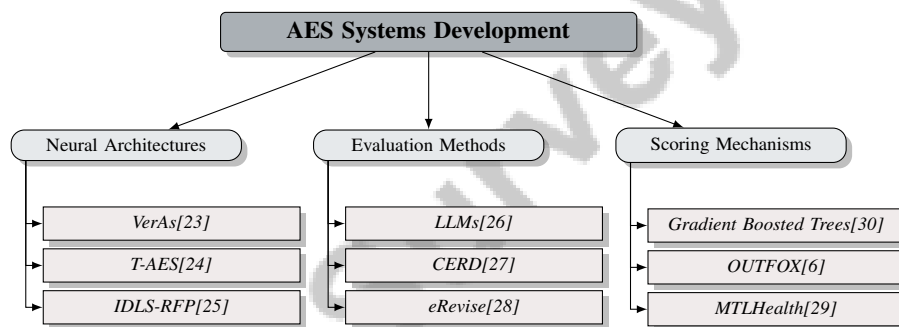 AES Systems Development
Neural Architectures
Evaluation Methods
Scoring Mechanisms
VerAs[23]
LLMs[26]
Gradient Boosted Trees[30]
T-AES[24]
CERD[27]
OUTFOX[6]
IDLS-RFP[25]
eRevise[28]
MTLHealth[29]
survey